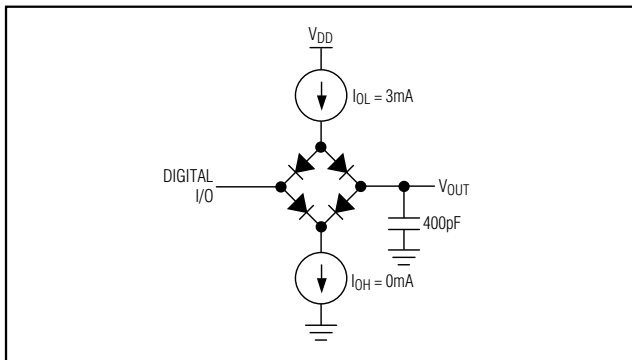 VDD
IOL = 3mA
DIGITAL
I/O
VOUT
400pF
IOH = 0mA